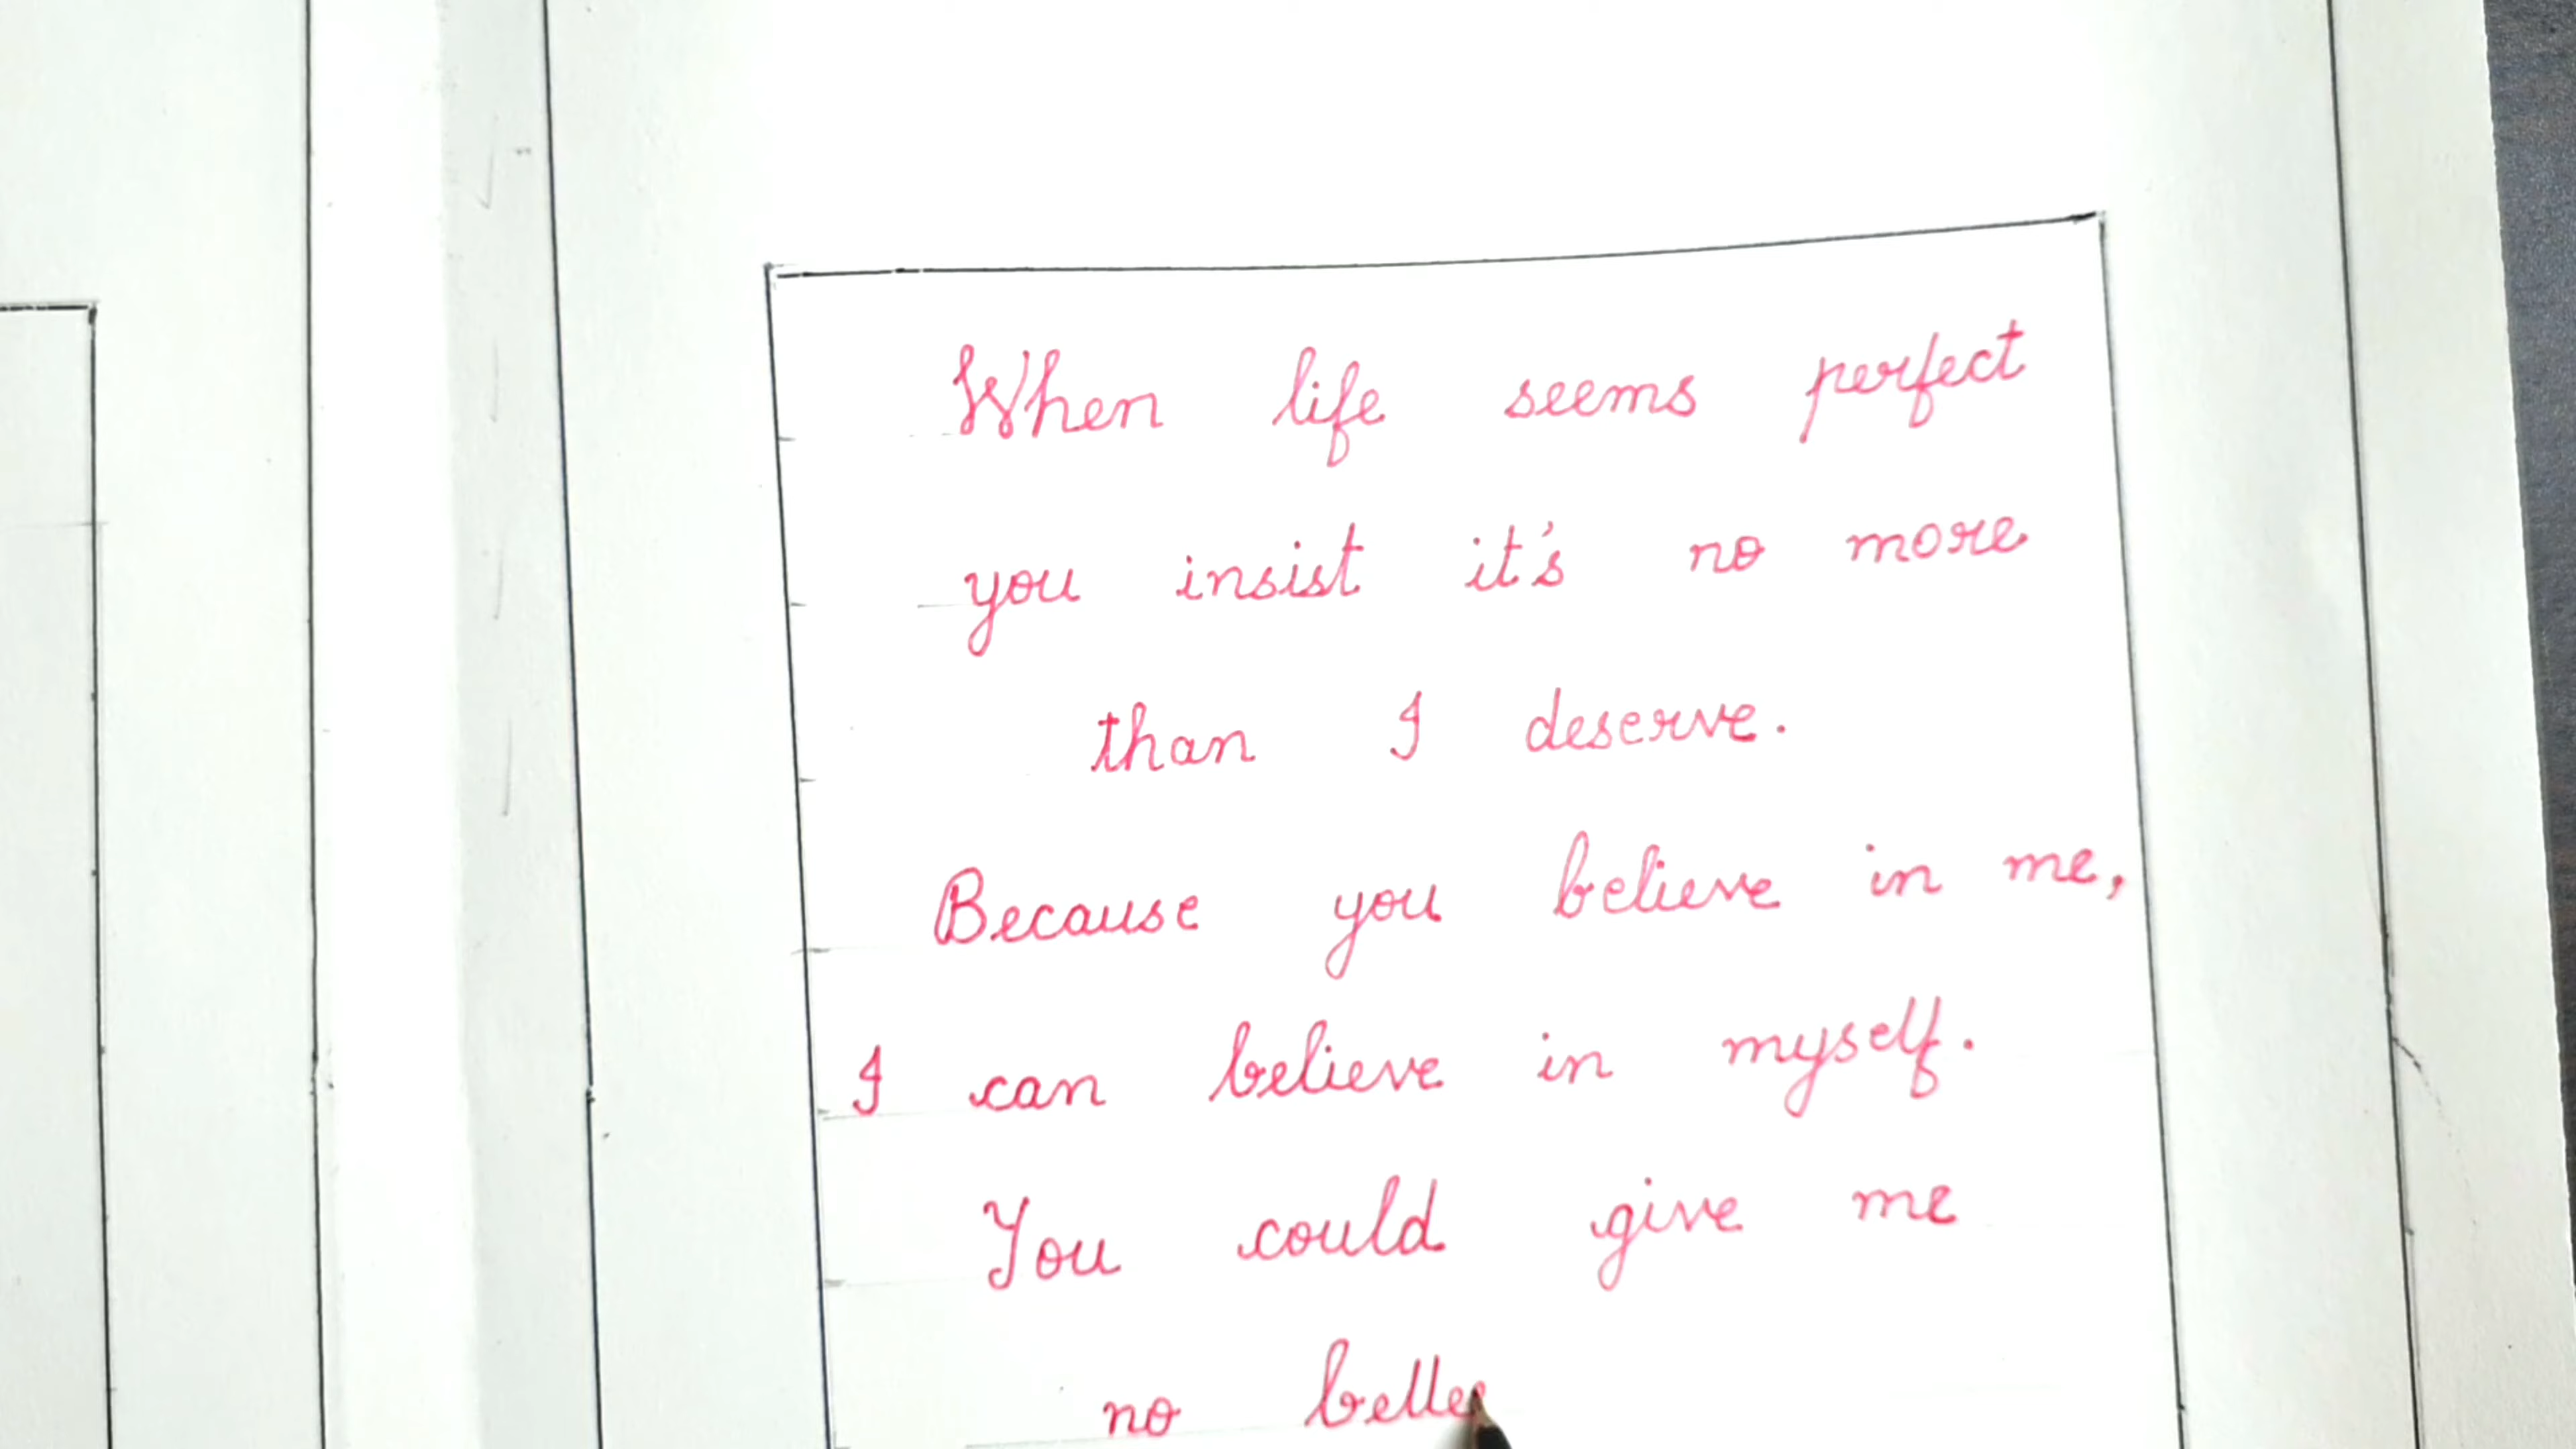 When life seems perfect
you insist it's no more
than I deserve.
Because you believe in me,
I can believe in myself.
You could give me
no